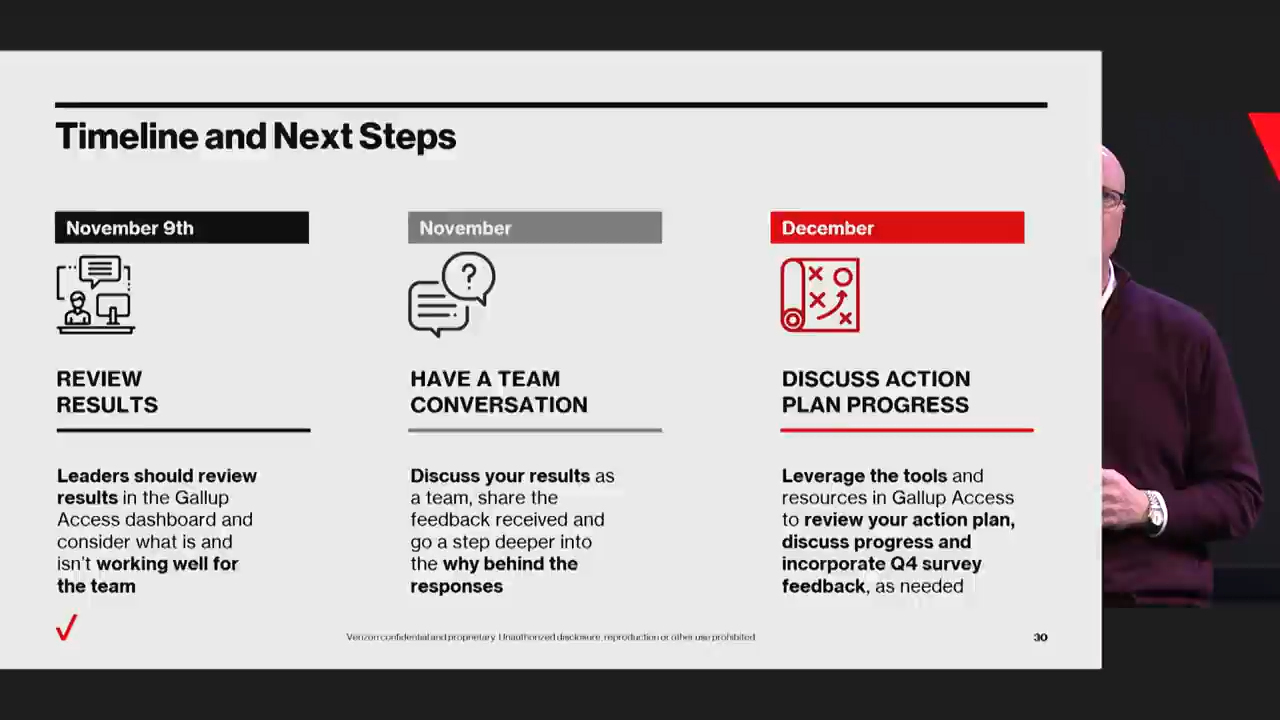 Timeline and Next Steps
November 9th
November
December
?
REVIEW
RESULTS
HAVE A TEAM
CONVERSATION
DISCUSS ACTION
PLAN PROGRESS
Leaders should review
results in the Gallup
Access dashboard and
consider what is and
isn't working well for
the team
Discuss your results as
a team, share the
feedback received and
go a step deeper into
the why behind the
responses
Leverage the tools and
resources in Gallup Access
to review your action plan,
discuss progress and
incorporate Q4 survey
feedback, as needed
Verizon confidential and proprietary. Unauthorized disclosure, reproduction or other use prohibited.
30